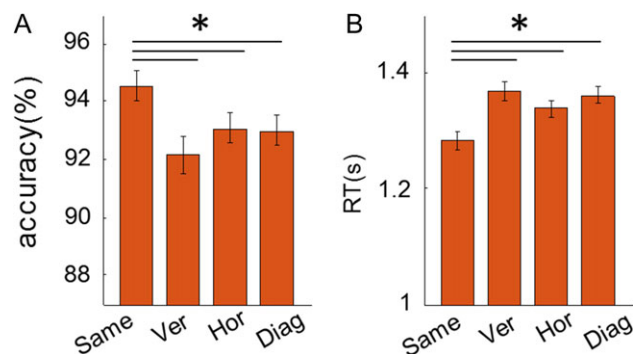 A
accuracy(%)
96
94
92
90
88
*
Same
Ver
Hor
Diag
B
RT(s)
1.4
1.2
1
*
Same
Ver
Hor
Diag